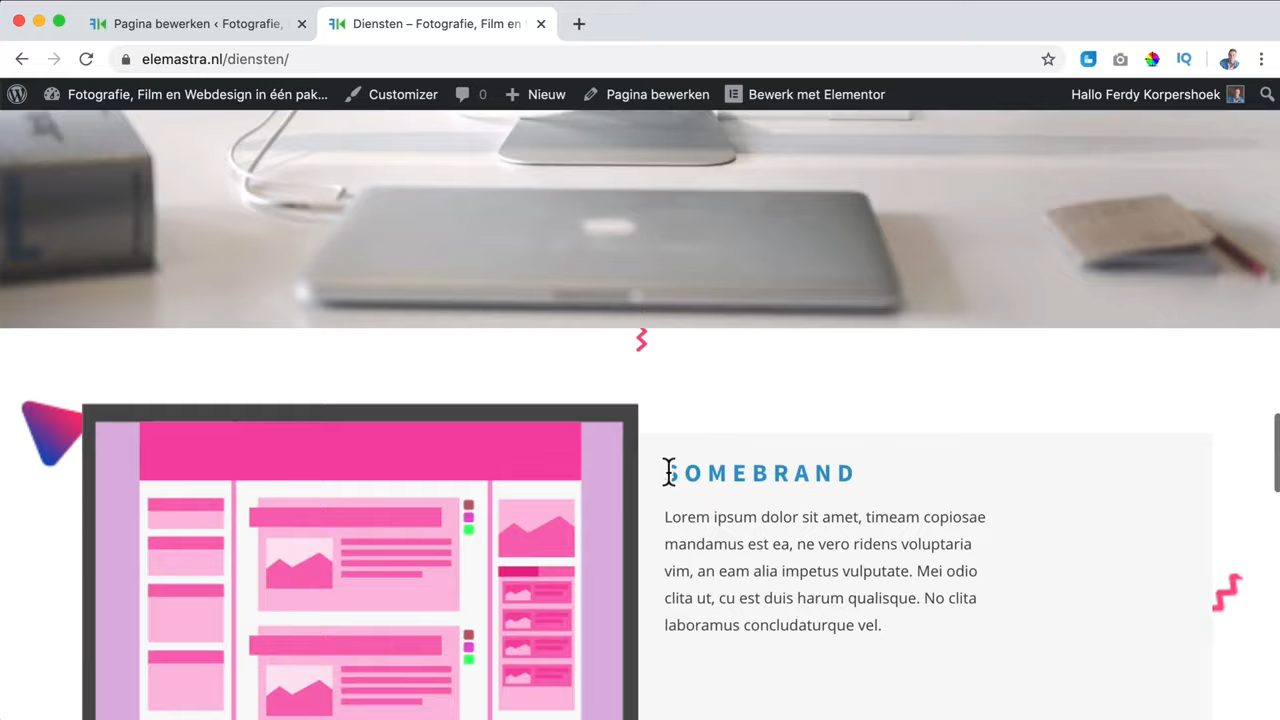 Pagina bewerken ‹ Fotografie,
Diensten – Fotografie, Film en
elemastra.nl/diensten/
IQ
Fotografie, Film en Webdesign in één pak...
Customizer
0
Nieuw
Pagina bewerken
Bewerk met Elementor
Hallo Ferdy Korpershoek
SOMEBRAND
Lorem ipsum dolor sit amet, timeam copiosae
mandamus est ea, ne vero ridens voluptaria
vim, an eam alia impetus vulputate. Mei odio
clita ut, cu est duis harum qualisque. No clita
laboramus concludaturque vel.